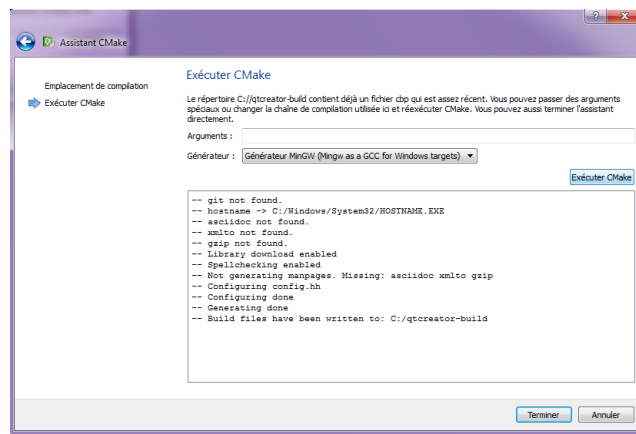 Assistant CMake
Emplacement de compilation
Exécuter CMake
Exécuter CMake
Le répertoire C://qtcreator-build contient déjà un fichier cbp qui est assez récent. Vous pouvez passer des arguments
spéciaux ou changer la chaîne de compilation utilisée ici et réexécuter CMake. Vous pouvez aussi terminer l'assistant
directement.
Arguments :
Générateur : Générateur MinGW (Mingw as a GCC for Windows targets)
Exécuter CMake
-- git not found.
-- hostname -> C:/Windows/System32/HOSTNAME.EXE
-- asciidoc not found.
-- xmlto not found.
-- gzip not found.
-- Library download enabled
-- Spellchecking enabled
-- Not generating manpages. Missing: asciidoc xmlto gzip
-- Configuring config.hh
-- Configuring done
-- Generating done
-- Build files have been written to: C:/qtcreator-build
Terminer Annuler